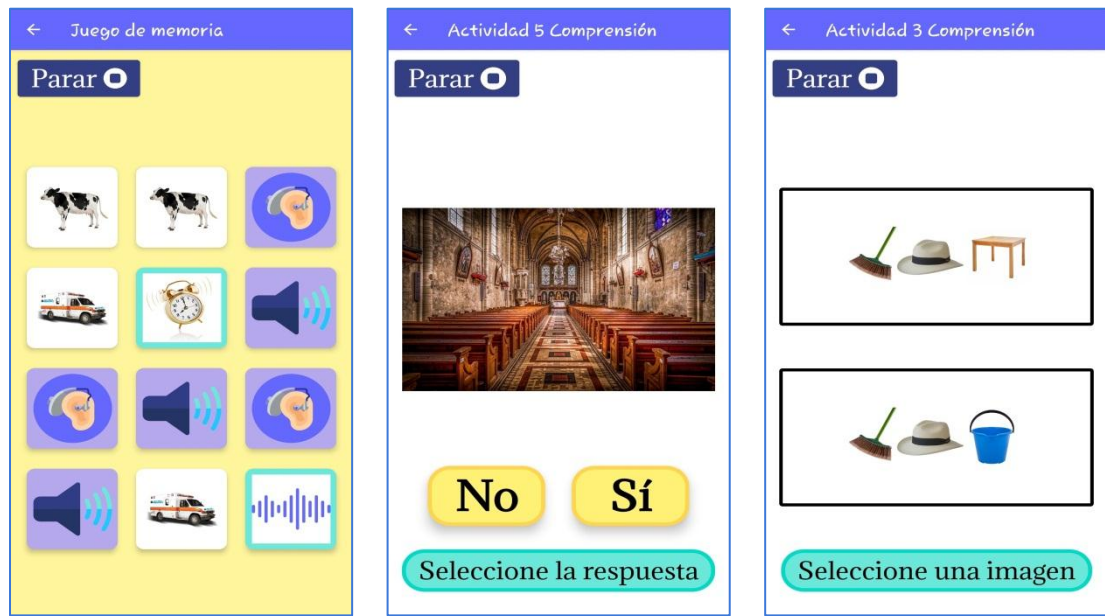 Juego de memoria
Parar
Actividad 5 Comprensión
Parar
No
Sí
Seleccione la respuesta
Actividad 3 Comprensión
Parar
Seleccione una imagen